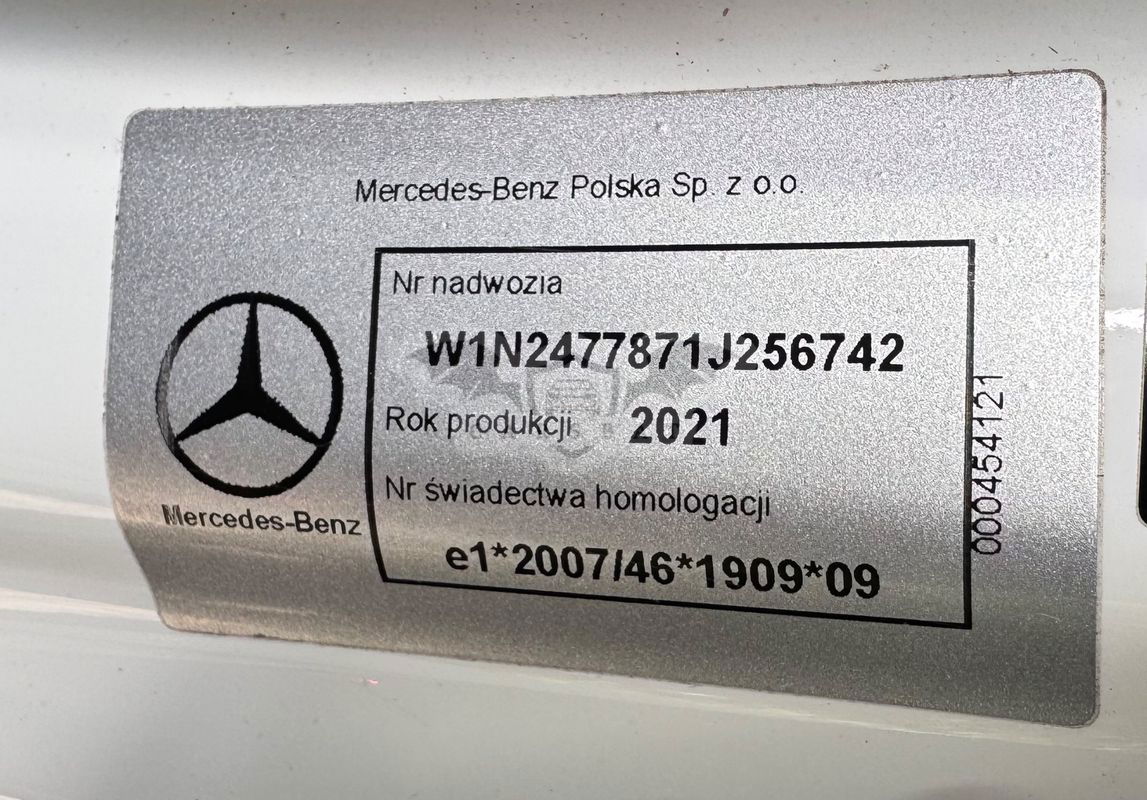 Mercedes-Benz Polska Sp. z o.o.
Nr nadwozia
W1N2477871J256742
Rok produkcji 2021
Nr świadectwa homologacji
e1*2007/46*1909*09
Mercedes-Benz
000454121